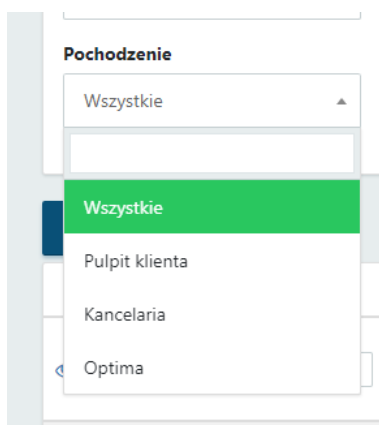 Pochodzenie
Wszystkie
Wszystkie
Pulpit klienta
Kancelaria
Optima